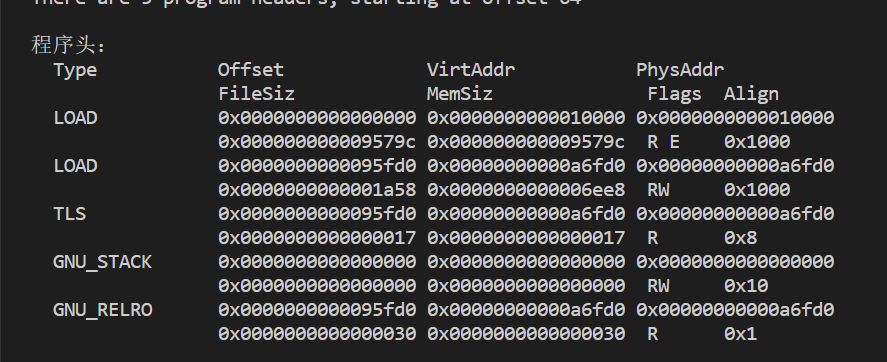 There are 5 program headers, starting at offset 64
程序头:
Type Offset VirtAddr PhysAddr
FileSiz MemSiz Flags Align
LOAD 0x0000000000000000 0x0000000000010000 0x0000000000010000
0x000000000009579c 0x000000000009579c R E 0x1000
LOAD 0x0000000000095fd0 0x00000000000a6fd0 0x00000000000a6fd0
0x0000000000001a58 0x0000000000006ee8 RW 0x1000
TLS 0x0000000000095fd0 0x00000000000a6fd0 0x00000000000a6fd0
0x0000000000000017 0x0000000000000017 R 0x8
GNU_STACK 0x0000000000000000 0x0000000000000000 0x0000000000000000
0x0000000000000000 0x0000000000000000 RW 0x10
GNU_RELRO 0x0000000000095fd0 0x00000000000a6fd0 0x00000000000a6fd0
0x0000000000000030 0x0000000000000030 R 0x1